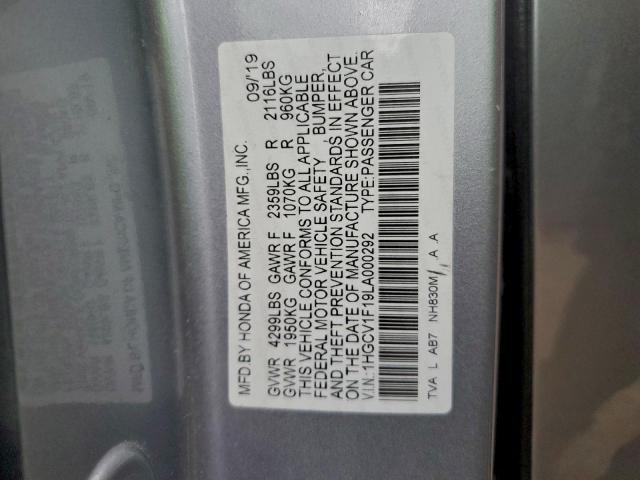 MFD.BY HONDA OF AMERICA MFG.,INC. 09/'19
GVWR 4299LBS GAWR F 2359LBS R 2116LBS
GVWR 1950KG GAWR F 1070KG R 960KG
THIS VEHICLE CONFORMS TO ALL APPLICABLE
FEDERAL MOTOR VEHICLE SAFETY , BUMPER,
AND THEFT PREVENTION STANDARDS IN EFFECT
ON THE DATE OF MANUFACTURE SHOWN ABOVE.
V.I.N.:1HGCV1F19LA000292 TYPE:PASSENGER CAR
TVA L AB7 NH830M/ A .A